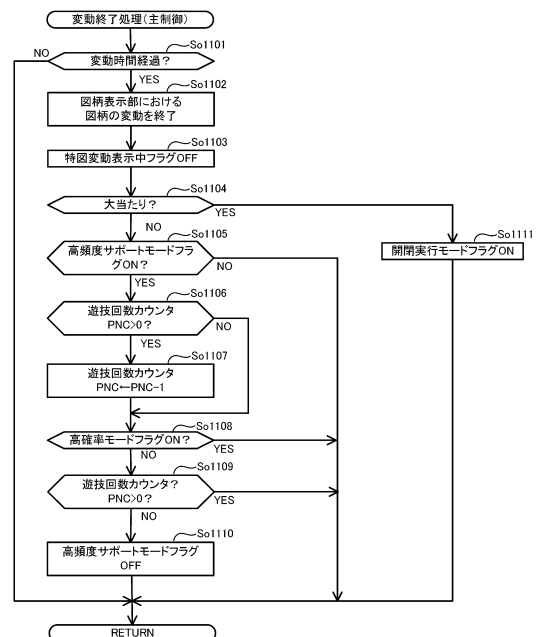 変動終了処理(主制御)
So1101
NO
変動時間経過？
YES
So1102
図柄表示部における
図柄の変動を終了
So1103
特図変動表示中フラグOFF
So1104
大当たり？
YES
NO
So1105
So1111
高頻度サポートモードフラ
グON？
NO
開閉実行モードフラグON
YES
So1106
遊技回数カウンタ
PNC>0？
NO
YES
So1107
遊技回数カウンタ
PNC←PNC-1
So1108
高確率モードフラグON？
YES
NO
So1109
遊技回数カウンタ？
PNC>0？
YES
NO
So1110
高頻度サポートモードフラグ
OFF
RETURN